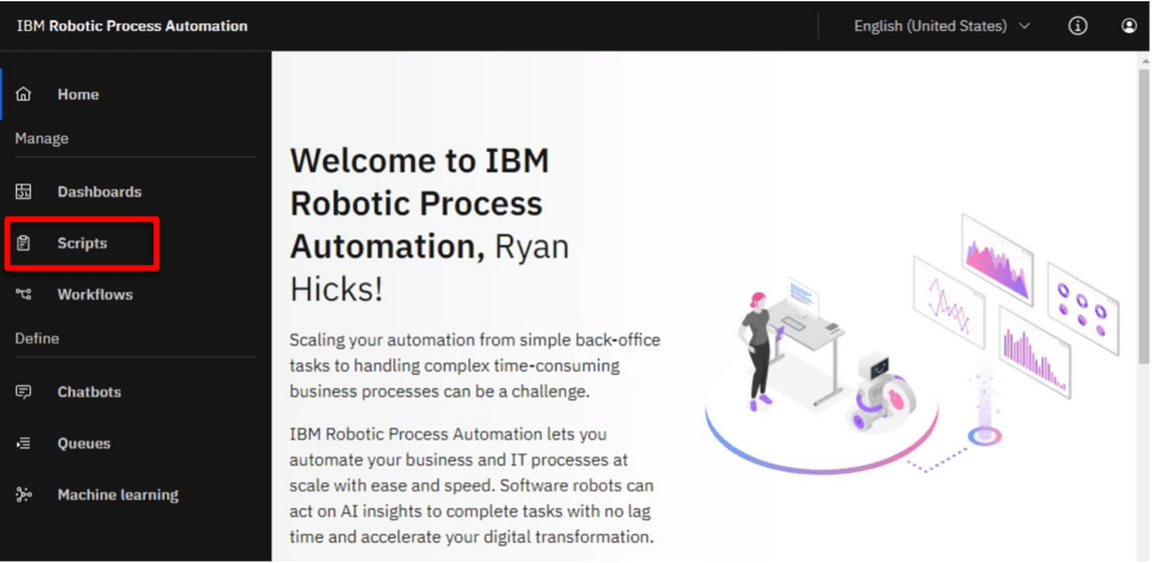 IBM Robotic Process Automation
English (United States)
Home
Manage
Dashboards
Scripts
Workflows
Define
Chatbots
Queues
Machine learning
Welcome to IBM
Robotic Process
Automation, Ryan
Hicks!
Scaling your automation from simple back-office
tasks to handling complex time-consuming
business processes can be a challenge.
IBM Robotic Process Automation lets you
automate your business and IT processes at
scale with ease and speed. Software robots can
act on AI insights to complete tasks with no lag
time and accelerate your digital transformation.